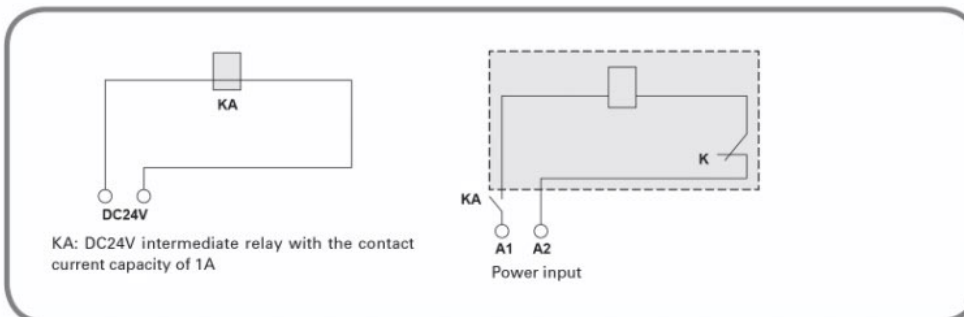 KA
DC24V
KA: DC24V intermediate relay with the contact
current capacity of 1A
K
KA
A1 A2
Power input